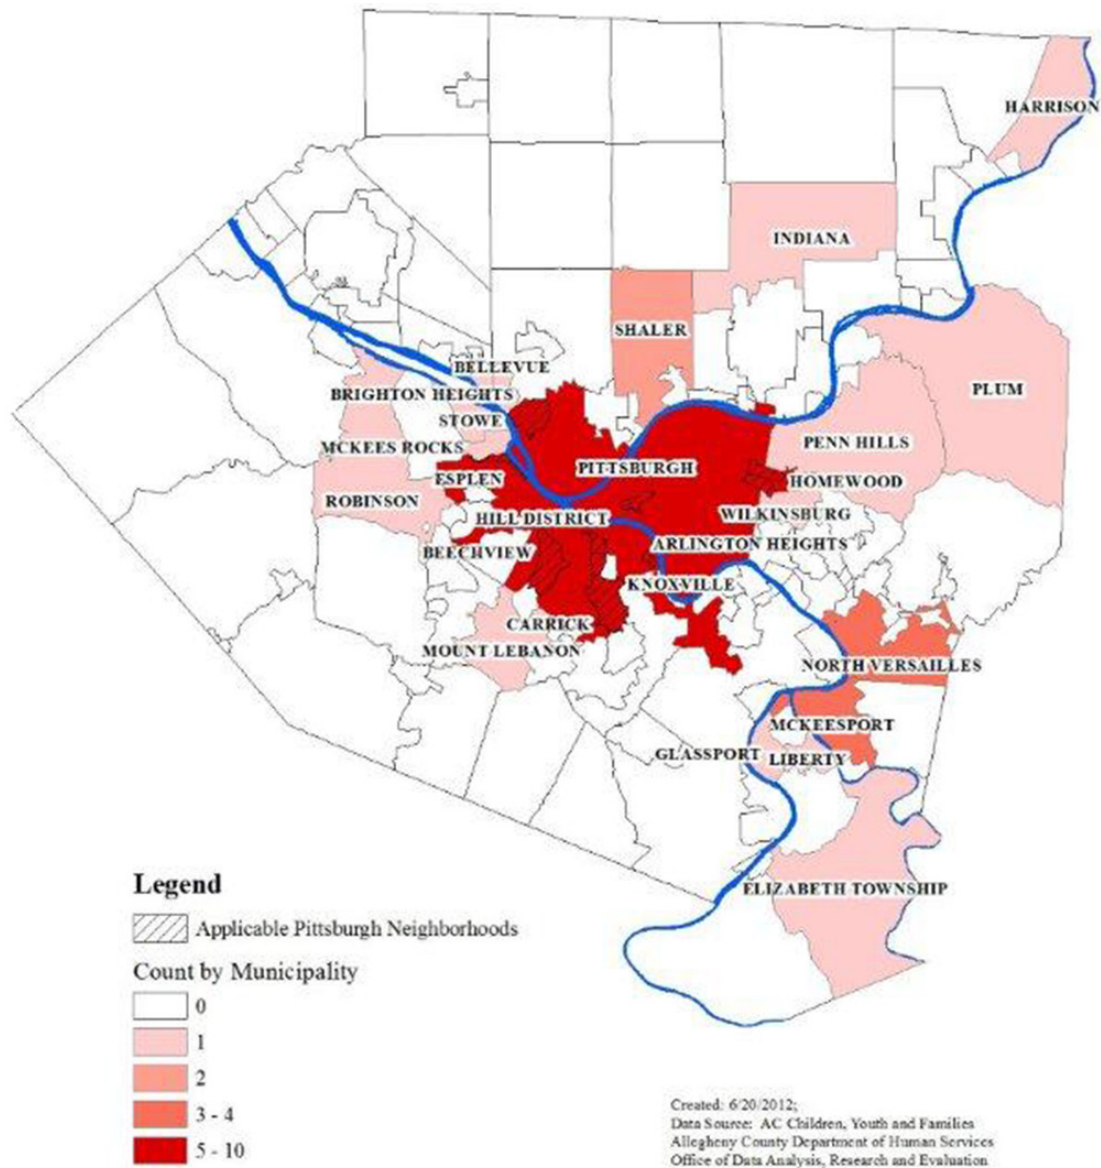 HARRISON
INDIANA
SHALER
BELLEVUE
PLUM
BRIGHTON HEIGHTS
STOWE
MCKEES ROCKS
PENN HILLS
PITTSBURGH
ESPLEN
HOMEWOOD
ROBINSON
HILL DISTRICT
WILKINSBURG
BEECHVIEW
ARLINGTON HEIGHTS
KNOXVILLE
CARRICK
MOUNT LEBANON
NORTH VERSAILLES
MCKEESPORT
GLASSPORT
LIBERTY
ELIZABETH TOWNSHIP
Legend
Applicable Pittsburgh Neighborhoods
Count by Municipality
0
1
2
3 - 4
5 - 10
Created: 6/20/2012;
Data Source: AC Children, Youth and Families
Allegheny County Department of Human Services
Office of Data Analysis, Research and Evaluation